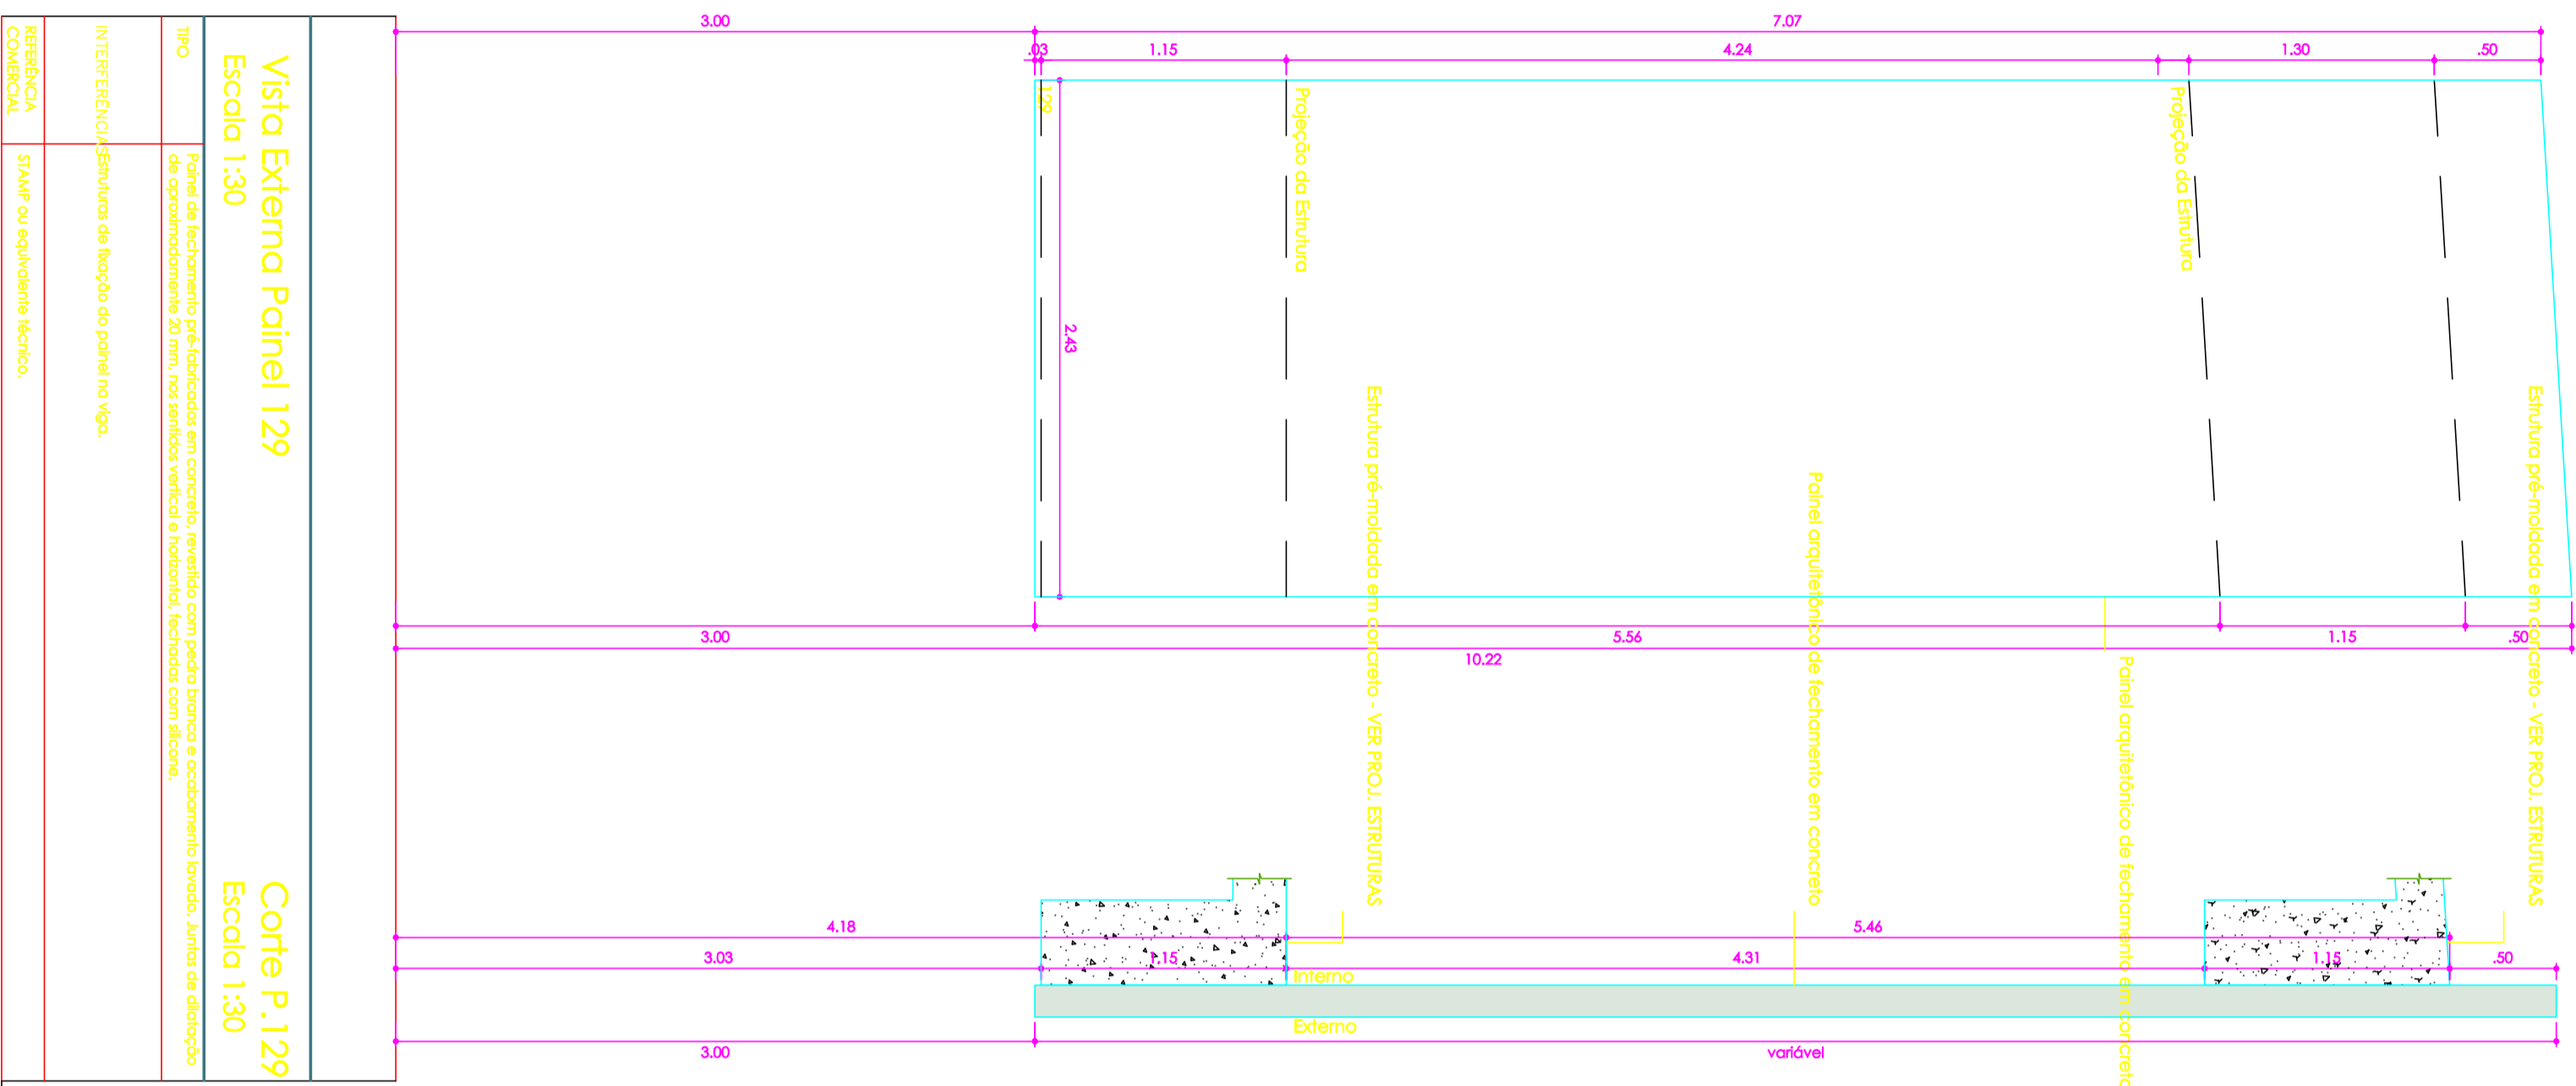 3.00
7.07
.03
1.15
4.24
1.30
.50
129
Projeção da Estrutura
Projeção da Estrutura
2.43
3.00
5.56
1.15
.50
10.22
Estrutura pré-moldada em concreto - VER PROJ. ESTRUTURAS
Painel arquitetônico de fechamento em concreto
Painel arquitetônico de fechamento em concreto
Estrutura pré-moldada em concreto - VER PROJ. ESTRUTURAS
4.18
5.46
3.03
1.15
4.31
1.15
.50
Interno
Externo
3.00
variável
Vista Externa Painel 129
Escala 1:30
Corte P.129
Escala 1:30
TIPO
Painel de fechamento pré-fabricados em concreto, revestido com pedra branca e acabamento lavado. Juntas de dilatação
de aproximadamente 20 mm, nos sentidos vertical e horizontal, fechadas com silicone.
INTERFERÊNCIAS
Estruturas de fixação do painel na viga.
REFERÊNCIA
COMERCIAL
STAMP ou equivalente técnico.